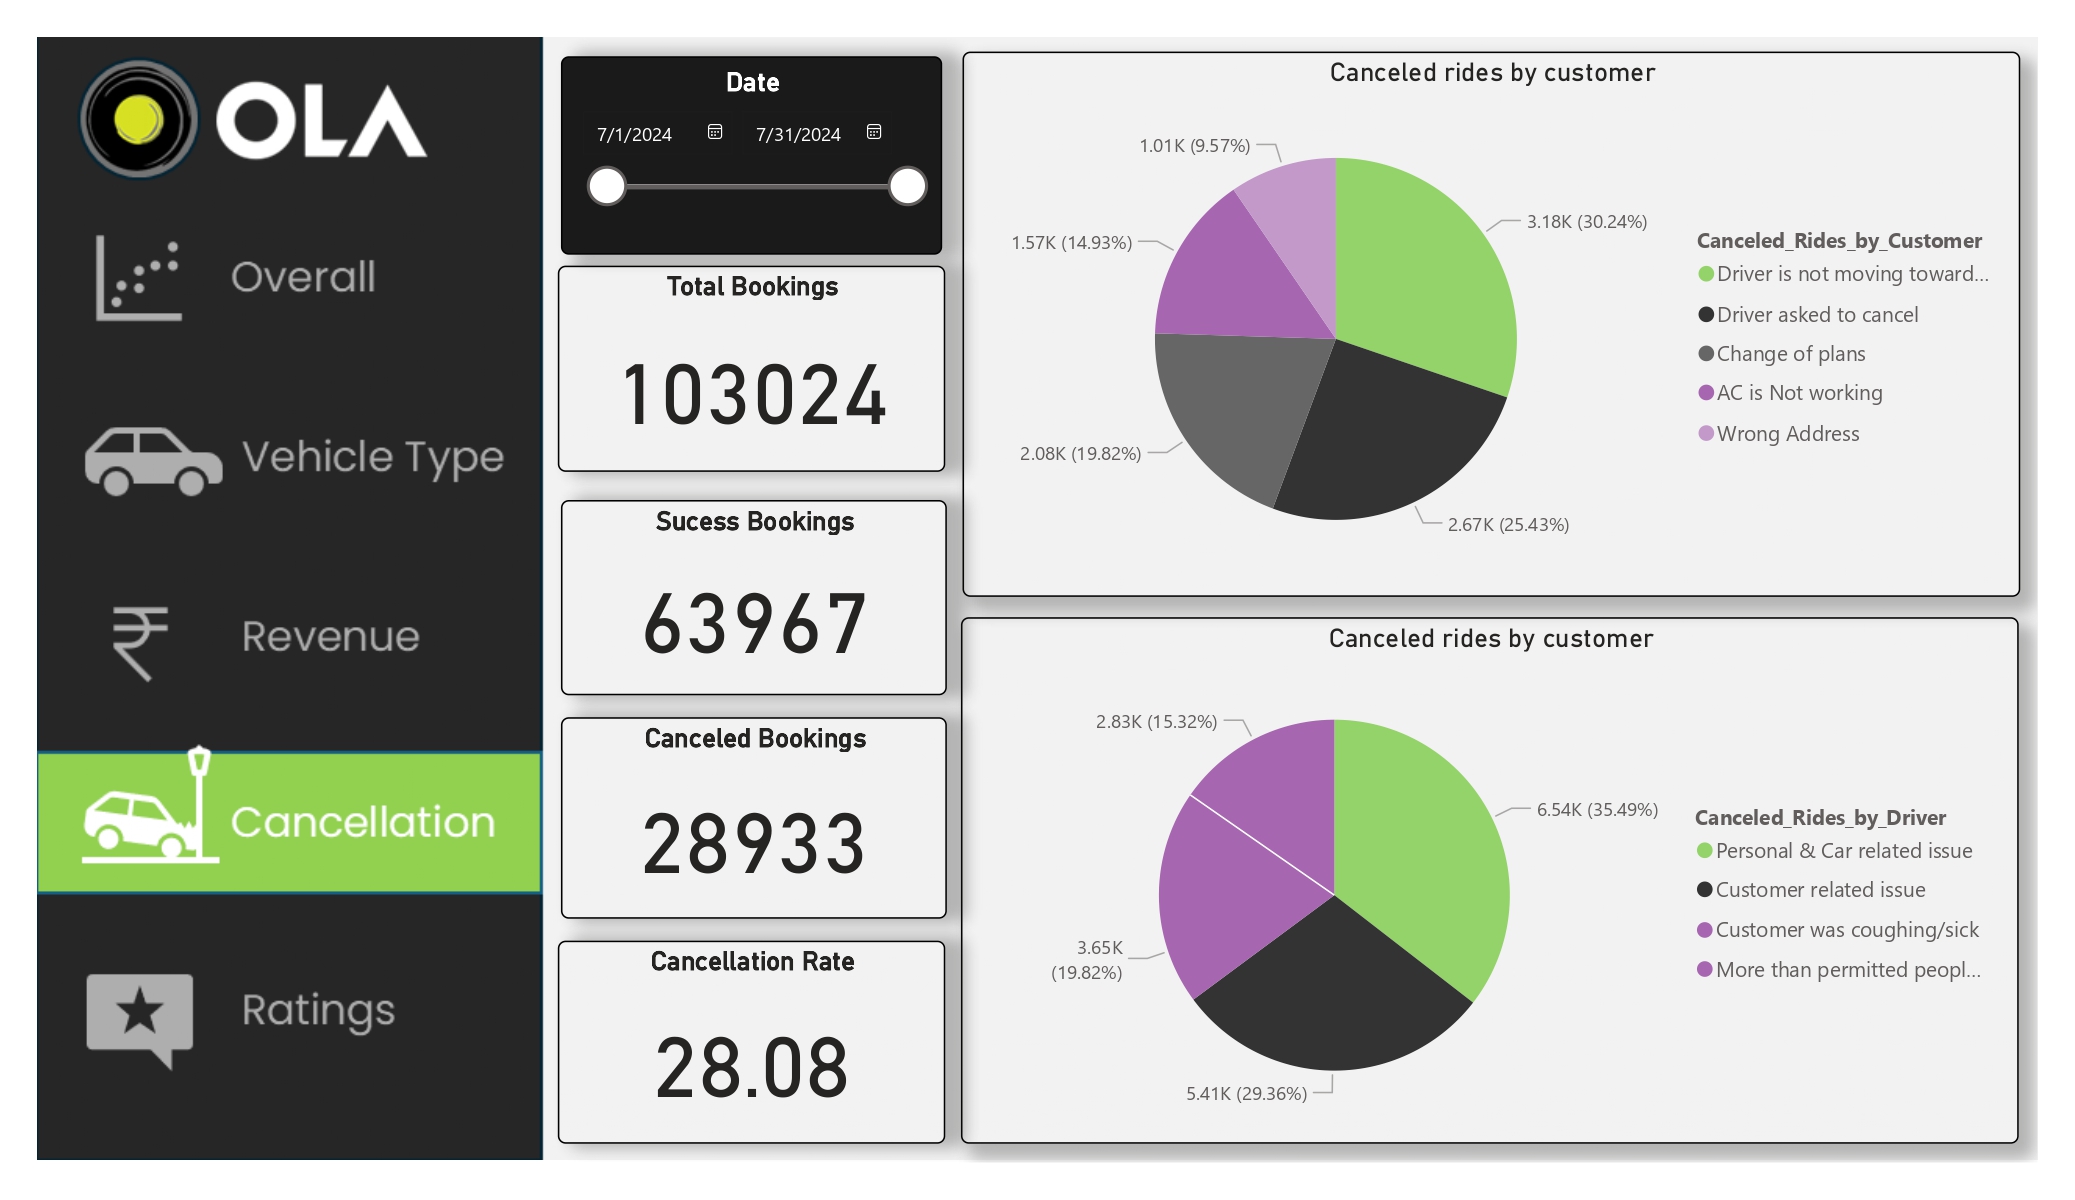 OLA
Overall
Vehicle Type
Revenue
Cancellation
Ratings
Date
7/1/2024 7/31/2024
Total Bookings
103024
Sucess Bookings
63967
Canceled Bookings
28933
Cancellation Rate
28.08
Canceled rides by customer
1.01K (9.57%)
3.18K (30.24%)
1.57K (14.93%)
2.08K (19.82%)
2.67K (25.43%)
Canceled_Rides_by_Customer
Driver is not moving toward...
Driver asked to cancel
Change of plans
AC is Not working
Wrong Address
Canceled rides by customer
2.83K (15.32%)
6.54K (35.49%)
3.65K
(19.82%)
5.41K (29.36%)
Canceled_Rides_by_Driver
Personal & Car related issue
Customer related issue
Customer was coughing/sick
More than permitted peopl...